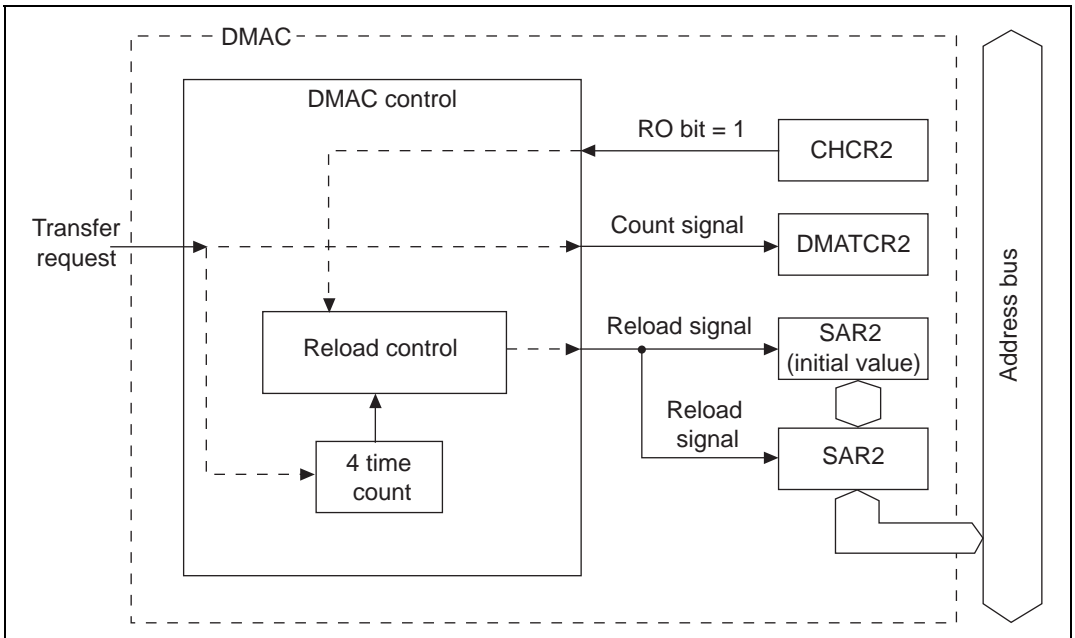 DMAC
DMAC control
RO bit = 1
CHCR2
Transfer
request
Count signal
DMATCR2
Reload control
Reload signal
SAR2
(initial value)
Reload
signal
SAR2
4 time
count
Address bus